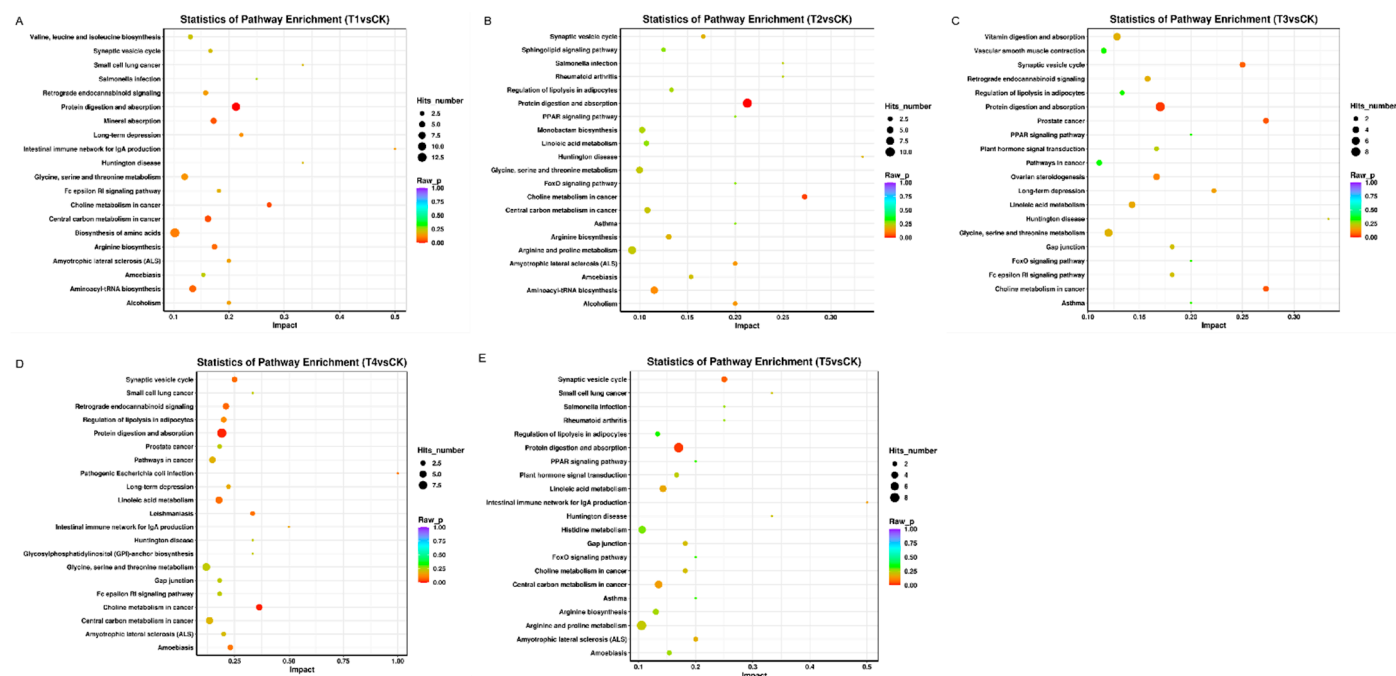 A
Statistics of Pathway Enrichment (T1vsCK)
Valine, leucine and isoleucine biosynthesis
Synaptic vesicle cycle
Small cell lung cancer
Salmonella infection
Retrograde endocannabinoid signaling
Protein digestion and absorption
Mineral absorption
Long-term depression
Intestinal immune network for IgA production
Huntington disease
Glycine, serine and threonine metabolism
Fc epsilon RI signaling pathway
Choline metabolism in cancer
Central carbon metabolism in cancer
Biosynthesis of amino acids
Arginine biosynthesis
Amyotrophic lateral sclerosis (ALS)
Amoebiasis
Aminoacyl-tRNA biosynthesis
Alcoholism
0.1 0.2 0.3 0.4 0.5
Impact
Hits_number
2.5
5.0
7.5
10.0
12.5
Raw_p
1.00
0.75
0.50
0.25
0.00
B
Statistics of Pathway Enrichment (T2vsCK)
Synaptic vesicle cycle
Sphingolipid signaling pathway
Salmonella infection
Rheumatoid arthritis
Regulation of lipolysis in adipocytes
Protein digestion and absorption
PPAR signaling pathway
Monobactam biosynthesis
Linoleic acid metabolism
Huntington disease
Glycine, serine and threonine metabolism
FoxO signaling pathway
Choline metabolism in cancer
Central carbon metabolism in cancer
Asthma
Arginine biosynthesis
Arginine and proline metabolism
Amyotrophic lateral sclerosis (ALS)
Amoebiasis
Aminoacyl-tRNA biosynthesis
Alcoholism
0.10 0.15 0.20 0.25 0.30
Impact
Hits_number
2.5
5.0
7.5
10.0
Raw_p
1.00
0.75
0.50
0.25
0.00
C
Statistics of Pathway Enrichment (T3vsCK)
Vitamin digestion and absorption
Vascular smooth muscle contraction
Synaptic vesicle cycle
Retrograde endocannabinoid signaling
Regulation of lipolysis in adipocytes
Protein digestion and absorption
Prostate cancer
PPAR signaling pathway
Plant hormone signal transduction
Pathways in cancer
Ovarian steroidogenesis
Long-term depression
Linoleic acid metabolism
Huntington disease
Glycine, serine and threonine metabolism
Gap junction
FoxO signaling pathway
Fc epsilon RI signaling pathway
Choline metabolism in cancer
Asthma
0.10 0.15 0.20 0.25 0.30
Impact
Hits_number
2
4
6
8
Raw_p
1.00
0.75
0.50
0.25
0.00
D
Statistics of Pathway Enrichment (T4vsCK)
Synaptic vesicle cycle
Small cell lung cancer
Retrograde endocannabinoid signaling
Regulation of lipolysis in adipocytes
Protein digestion and absorption
Prostate cancer
Pathways in cancer
Pathogenic Escherichia coli infection
Long-term depression
Linoleic acid metabolism
Leishmaniasis
Intestinal immune network for IgA production
Huntington disease
Glycosylphosphatidylinositol (GPI)-anchor biosynthesis
Glycine, serine and threonine metabolism
Gap junction
Fc epsilon RI signaling pathway
Choline metabolism in cancer
Central carbon metabolism in cancer
Amyotrophic lateral sclerosis (ALS)
Amoebiasis
0.25 0.50 0.75 1.00
Impact
Hits_number
2.5
5.0
7.5
Raw_p
1.00
0.75
0.50
0.25
0.00
E
Statistics of Pathway Enrichment (T5vsCK)
Synaptic vesicle cycle
Small cell lung cancer
Salmonella infection
Rheumatoid arthritis
Regulation of lipolysis in adipocytes
Protein digestion and absorption
PPAR signaling pathway
Plant hormone signal transduction
Linoleic acid metabolism
Intestinal immune network for IgA production
Huntington disease
Histidine metabolism
Gap junction
FoxO signaling pathway
Choline metabolism in cancer
Central carbon metabolism in cancer
Asthma
Arginine biosynthesis
Arginine and proline metabolism
Amyotrophic lateral sclerosis (ALS)
Amoebiasis
0.1 0.2 0.3 0.4 0.5
Impact
Hits_number
2
4
6
8
Raw_p
1.00
0.75
0.50
0.25
0.00